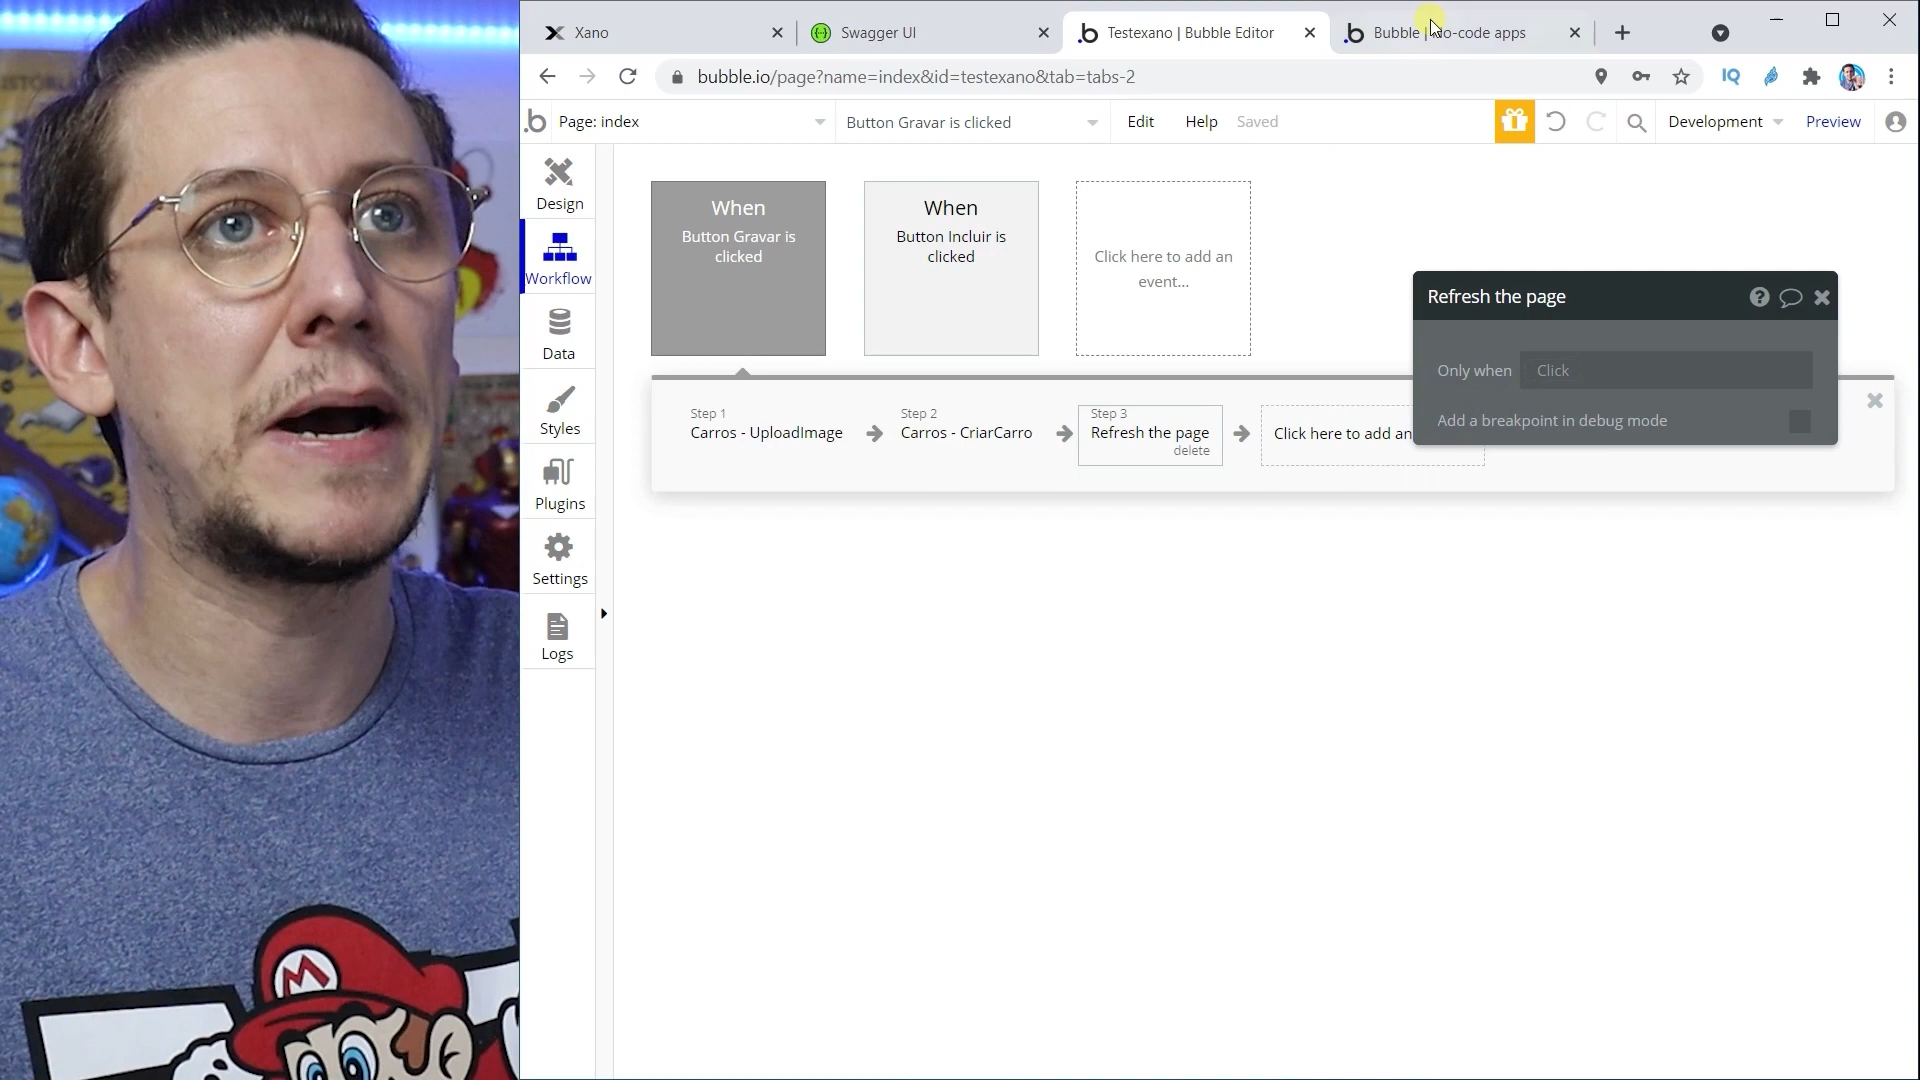 Xano
Swagger UI
Testexano | Bubble Editor
Bubble | No-code apps
bubble.io/page?name=index&id=testexano&tab=tabs-2
IQ
Page: index
Button Gravar is clicked
Edit
Help
Saved
Development
Preview
Design
Workflow
Data
Styles
Plugins
Settings
Logs
When
Button Gravar is
clicked
When
Button Incluir is
clicked
Click here to add an
event...
Refresh the page
Only when
Click
Add a breakpoint in debug mode
Step 1
Carros - UploadImage
Step 2
Carros - CriarCarro
Step 3
Refresh the page
delete
Click here to add an
M